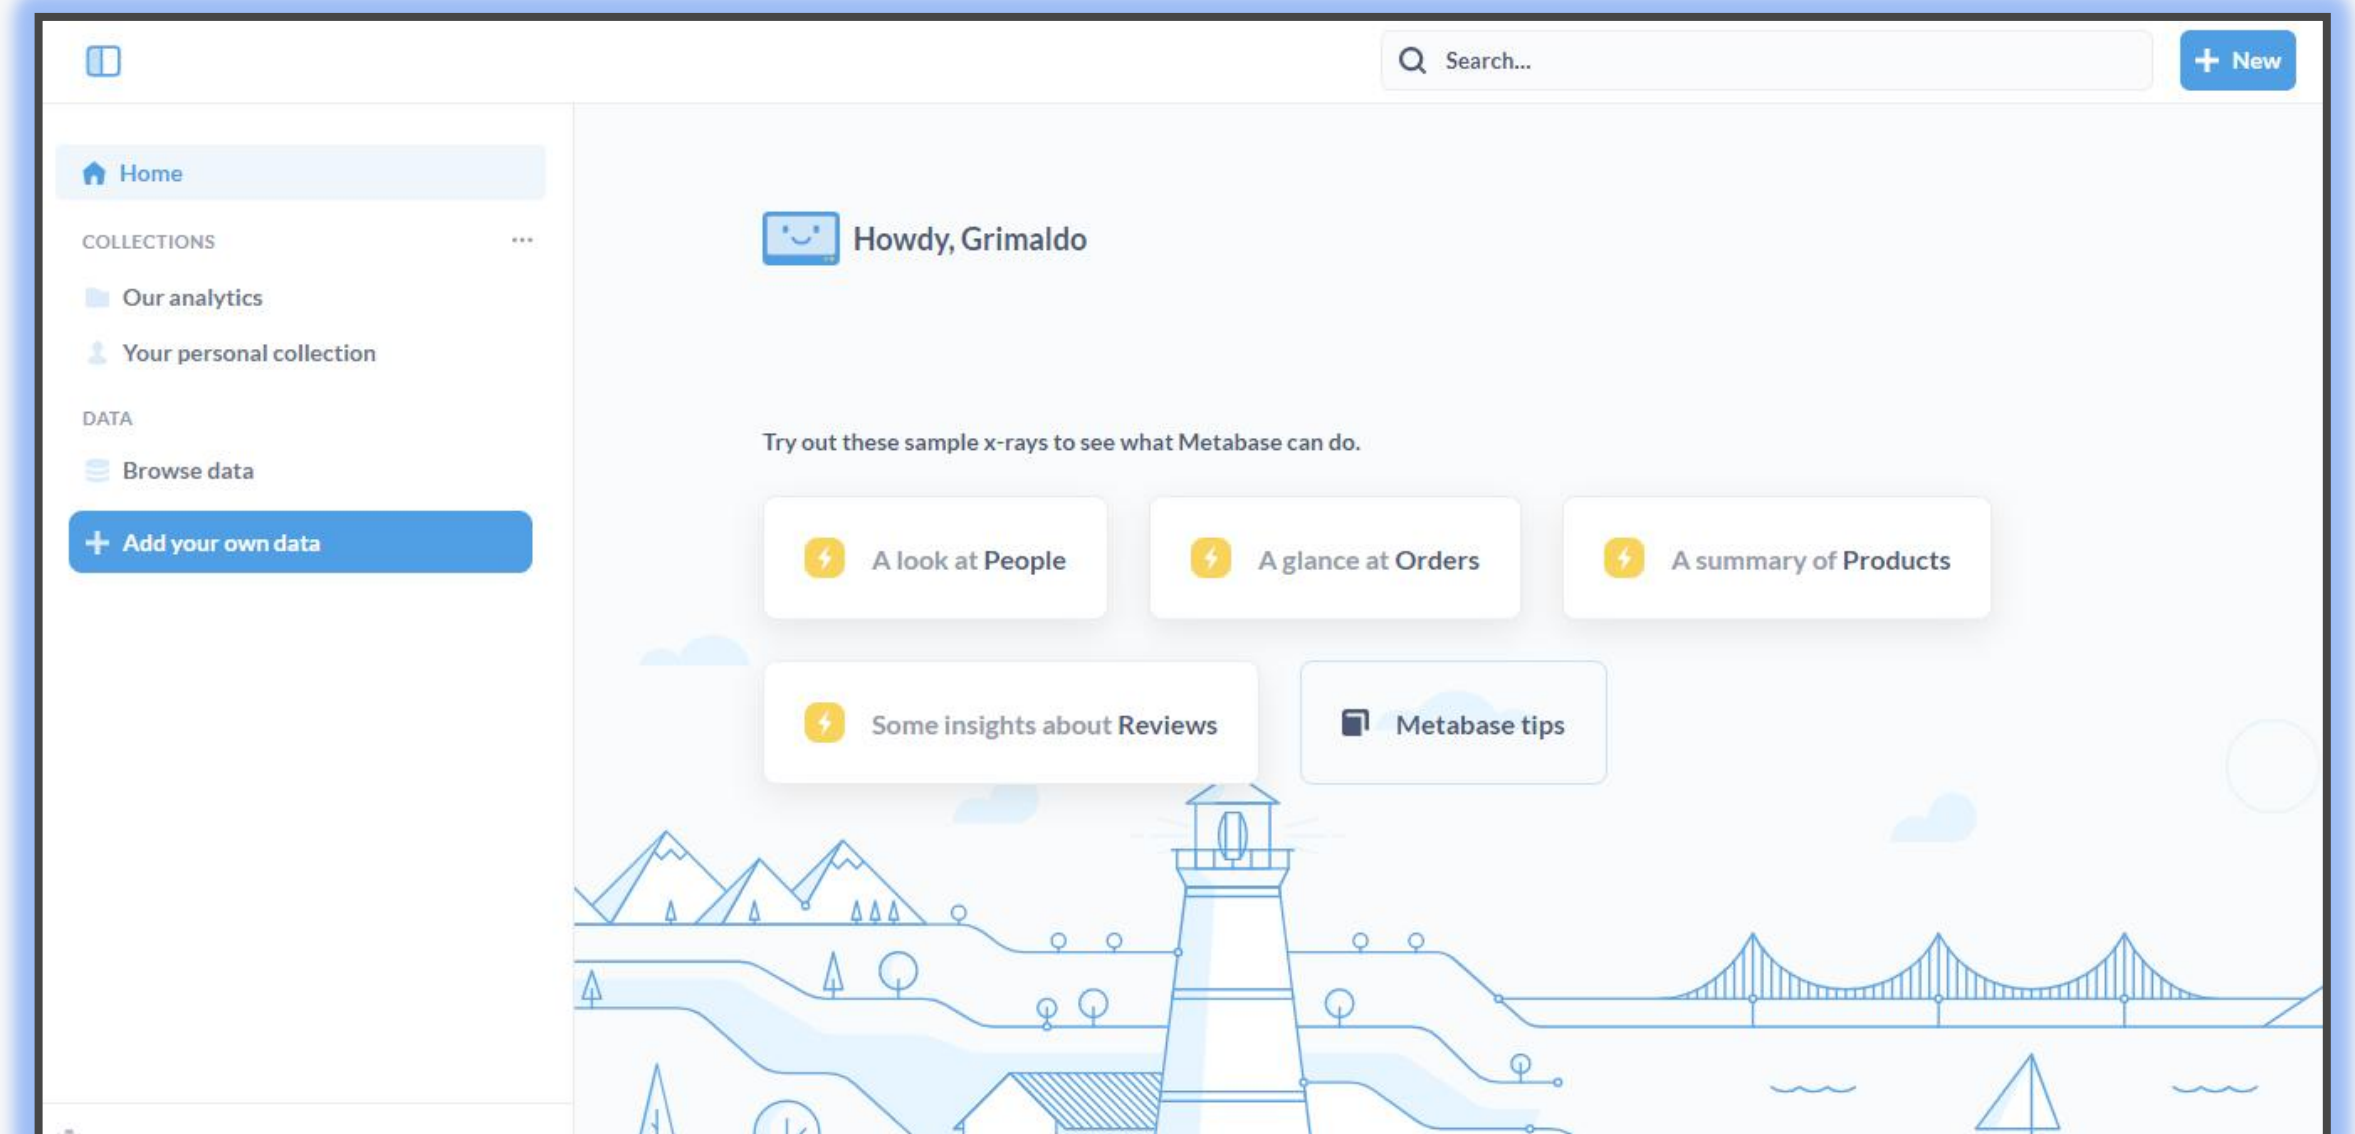 Search...
+ New
Home
COLLECTIONS
Our analytics
Your personal collection
DATA
Browse data
+ Add your own data
Howdy, Grimaldo
Try out these sample x-rays to see what Metabase can do.
A look at People
A glance at Orders
A summary of Products
Some insights about Reviews
Metabase tips